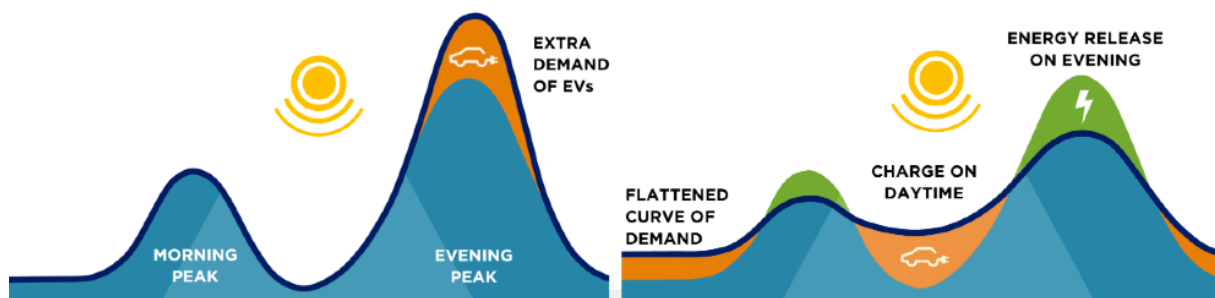 EXTRA
DEMAND
OF EVs
MORNING
PEAK
EVENING
PEAK
ENERGY RELEASE
ON EVENING
CHARGE ON
DAYTIME
FLATTENED
CURVE OF
DEMAND